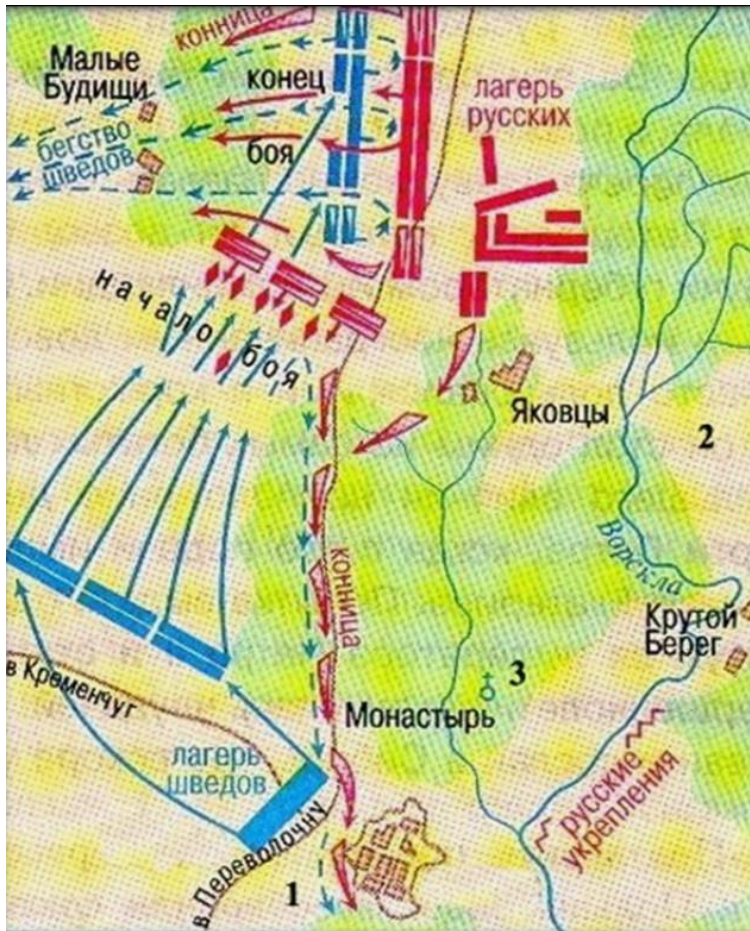 конница
Малые
Будищи
конец
лагерь
русских
бегство
шведов
боя
начало боя
Яковцы
2
Ворскла
конница
Крутой
Берег
в Кременчуг
3
Монастырь
лагерь
шведов
русские
укрепления
в Переволочну
1